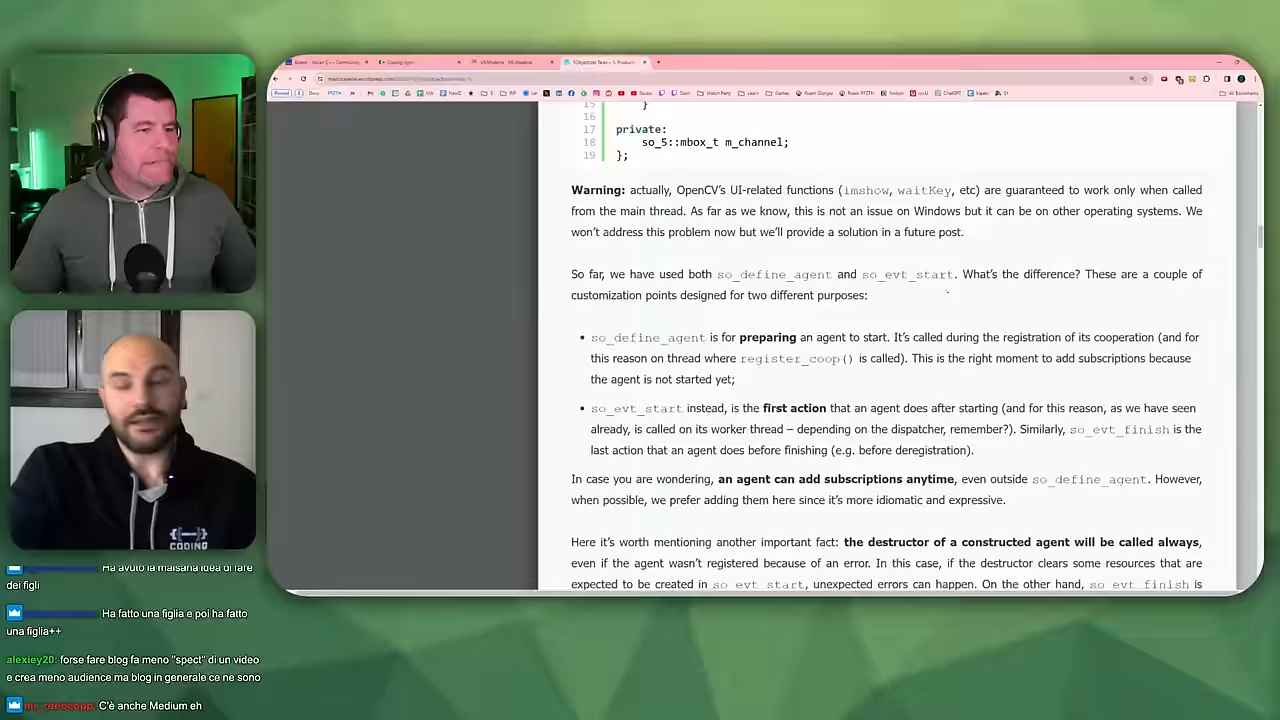 15 }
16
17 private:
18 so_5::mbox_t m_channel;
19 };
Warning: actually, OpenCV's UI-related functions (imshow, waitKey, etc) are guaranteed to work only when called
from the main thread. As far as we know, this is not an issue on Windows but it can be on other operating systems. We
won't address this problem now but we'll provide a solution in a future post.
So far, we have used both so_define_agent and so_evt_start. What's the difference? These are a couple of
customization points designed for two different purposes:
• so_define_agent is for preparing an agent to start. It's called during the registration of its cooperation (and for
this reason on thread where register_coop() is called). This is the right moment to add subscriptions because
the agent is not started yet;
• so_evt_start instead, is the first action that an agent does after starting (and for this reason, as we have seen
already, is called on its worker thread – depending on the dispatcher, remember?). Similarly, so_evt_finish is the
last action that an agent does before finishing (e.g. before deregistration).
In case you are wondering, an agent can add subscriptions anytime, even outside so_define_agent. However,
when possible, we prefer adding them here since it's more idiomatic and expressive.
Here it's worth mentioning another important fact: the destructor of a constructed agent will be called always,
even if the agent wasn't registered because of an error. In this case, if the destructor clears some resources that are
expected to be created in so_evt_start, unexpected errors can happen. On the other hand, so_evt_finish is
CODING
Ha avuto la malsana idea di fare
dei figli
Ha fatto una figlia e poi ha fatto
una figlia++
alexiey20: forse fare blog fa meno "spect" di un video
e crea meno audience ma blog in generale ce ne sono
C'è anche Medium eh